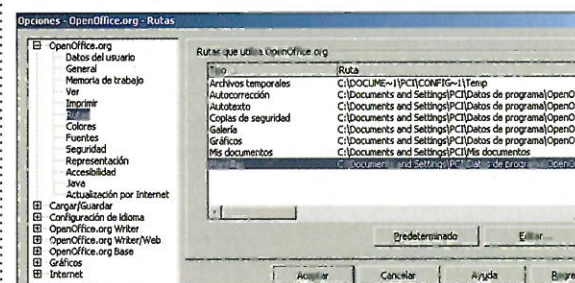 Opciones - OpenOffice.org - Rutas
OpenOffice.org
Datos del usuario
General
Memoria de trabajo
Ver
Imprimir
Rutas
Colores
Fuentes
Seguridad
Representación
Accesibilidad
Java
Actualización por Internet
Cargar/Guardar
Configuración de idioma
OpenOffice.org Writer
OpenOffice.org Writer/Web
OpenOffice.org Base
Gráficos
Internet
Rutas que utiliza OpenOffice.org
Tipo Ruta
Archivos temporales C:\DOCUME~1\PCI\CONFIG~1\Temp
Autocorrección C:\Documents and Settings\PCI\Datos de programa\OpenO
Autotexto C:\Documents and Settings\PCI\Datos de programa\OpenO
Copias de seguridad C:\Documents and Settings\PCI\Datos de programa\OpenO
Galería C:\Documents and Settings\PCI\Datos de programa\OpenO
Gráficos C:\Documents and Settings\PCI\Datos de programa\OpenO
Mis documentos C:\Documents and Settings\PCI\Mis documentos
C:\Documents and Settings\PCI\Datos de programa\OpenO
Predeterminado Editar...
Aceptar Cancelar Ayuda Regre